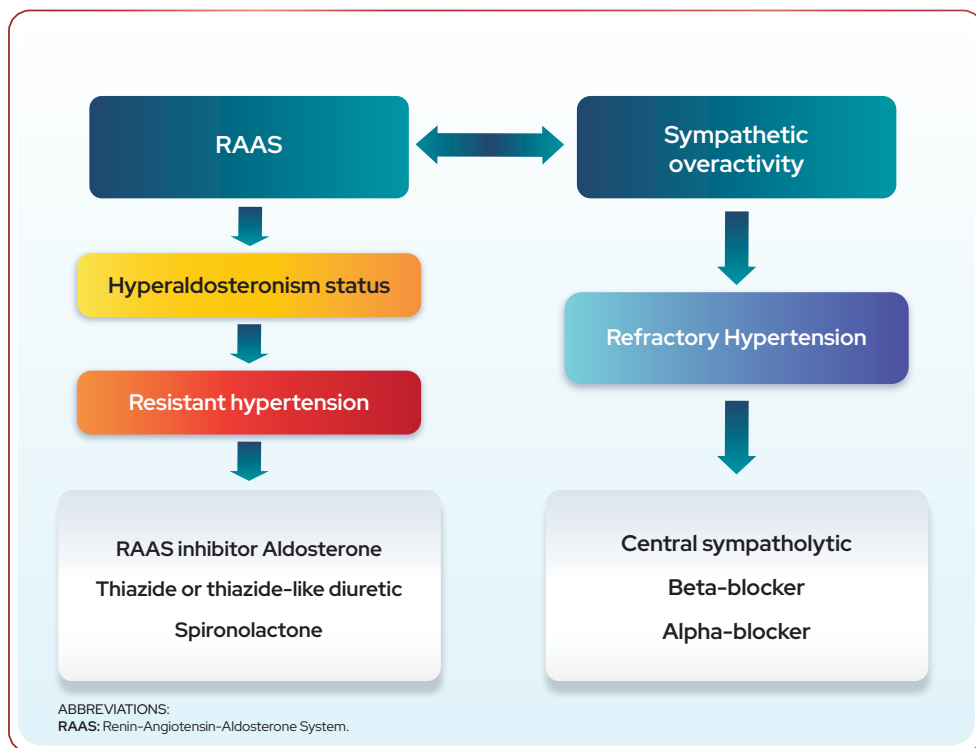 RAAS
Sympathetic
overactivity
Hyperaldosteronism status
Refractory Hypertension
Resistant hypertension
RAAS inhibitor Aldosterone
Thiazide or thiazide-like diuretic
Spironolactone
Central sympatholytic
Beta-blocker
Alpha-blocker
ABBREVIATIONS:
RAAS: Renin-Angiotensin-Aldosterone System.